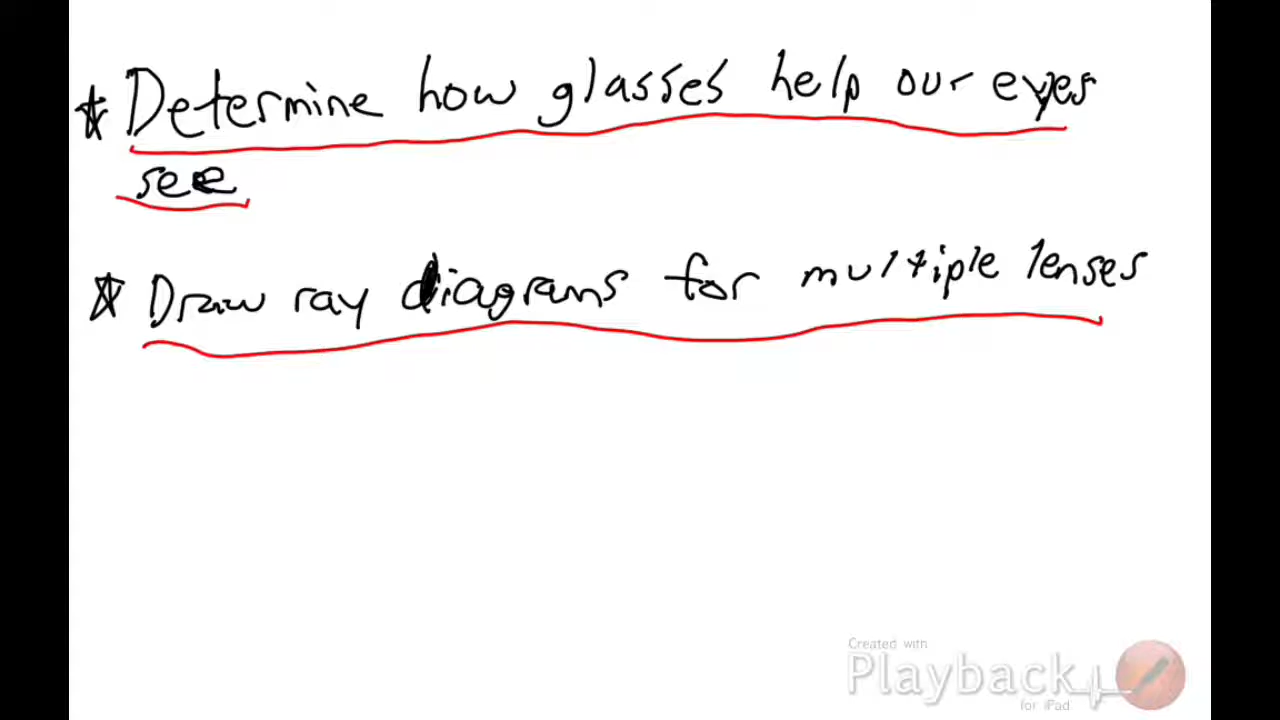 * Determine how glasses help our eyes
see
* Draw ray diagrams for multiple lenses
Created with
Playback
for iPad